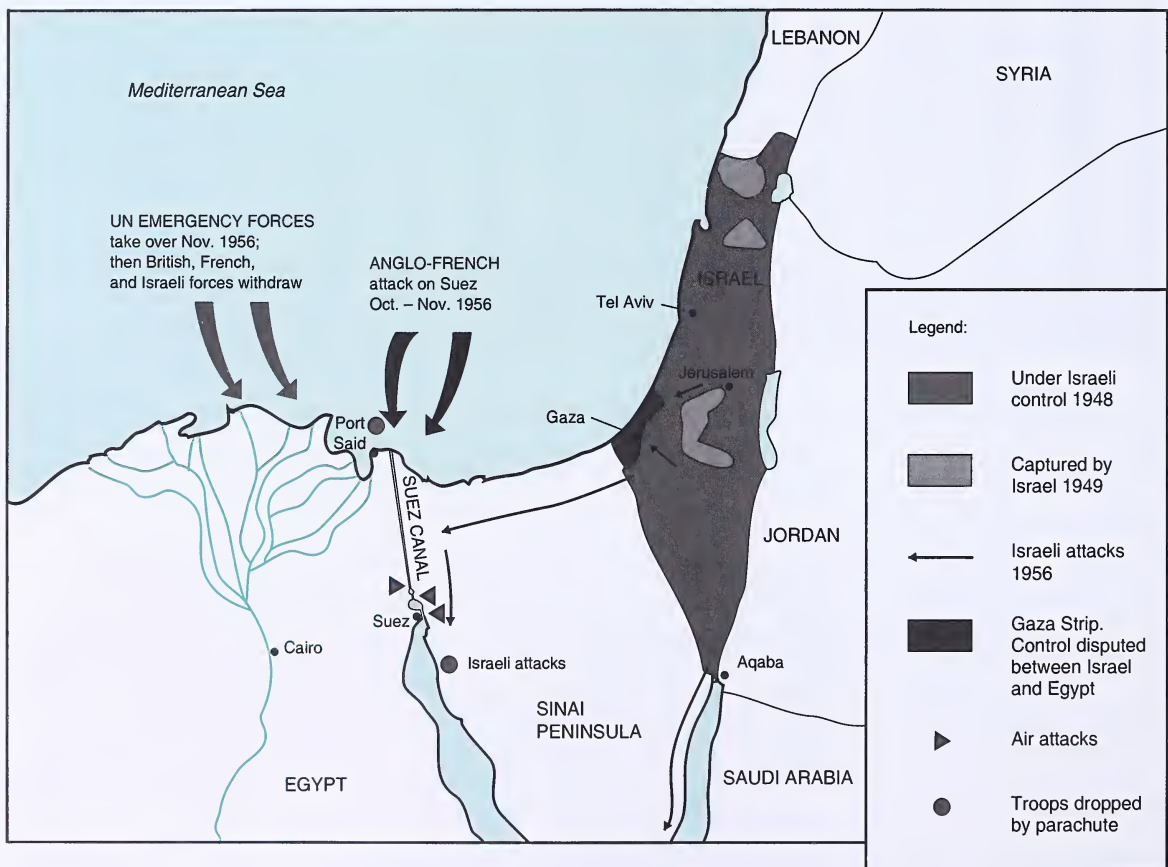 LEBANON
SYRIA
Mediterranean Sea
UN EMERGENCY FORCES
take over Nov. 1956;
then British, French,
and Israeli forces withdraw
ANGLO-FRENCH
attack on Suez
Oct. – Nov. 1956
ISRAEL
Tel Aviv
Jerusalem
Gaza
Port
Said
SUEZ CANAL
JORDAN
Suez
Cairo
Israeli attacks
Aqaba
SINAI
PENINSULA
EGYPT
SAUDI ARABIA
Legend:
Under Israeli
control 1948
Captured by
Israel 1949
Israeli attacks
1956
Gaza Strip.
Control disputed
between Israel
and Egypt
Air attacks
Troops dropped
by parachute